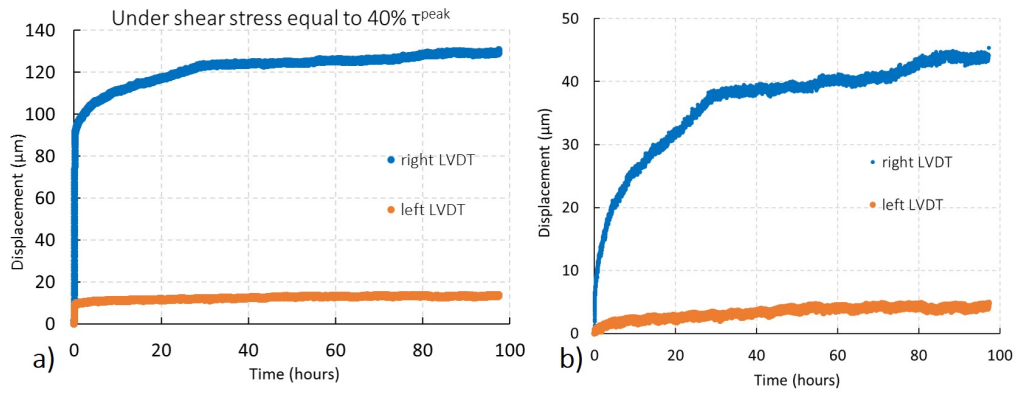 Under shear stress equal to 40% τpeak
140
120
100
80
60
40
20
0
Displacement (µm)
right LVDT
left LVDT
0 20 40 60 80 100
Time (hours)
a)
50
40
30
20
10
0
Displacement (µm)
right LVDT
left LVDT
0 20 40 60 80 100
Time (hours)
b)